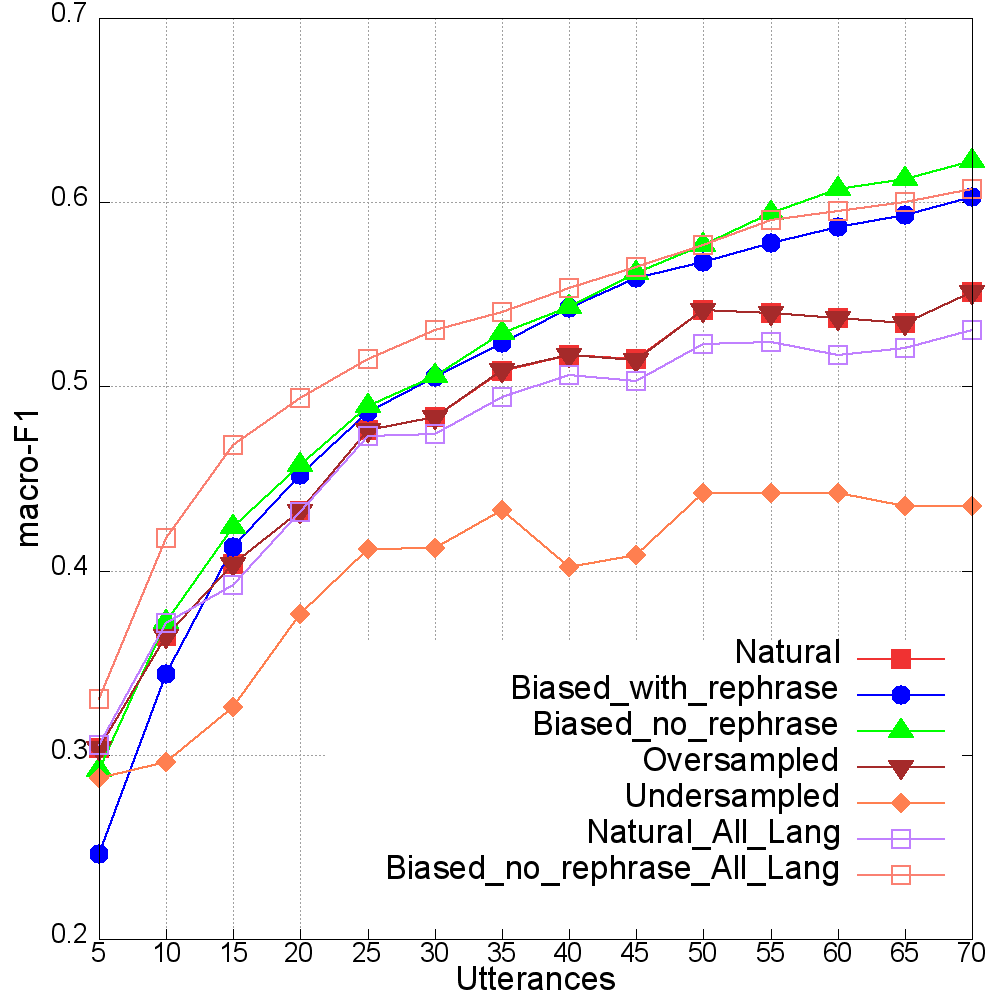 0.7
0.6
0.5
0.4
0.3
0.2
macro-F1
Natural
Biased_with_rephrase
Biased_no_rephrase
Oversampled
Undersampled
Natural_All_Lang
Biased_no_rephrase_All_Lang
5 10 15 20 25 30 35 40 45 50 55 60 65 70
Utterances